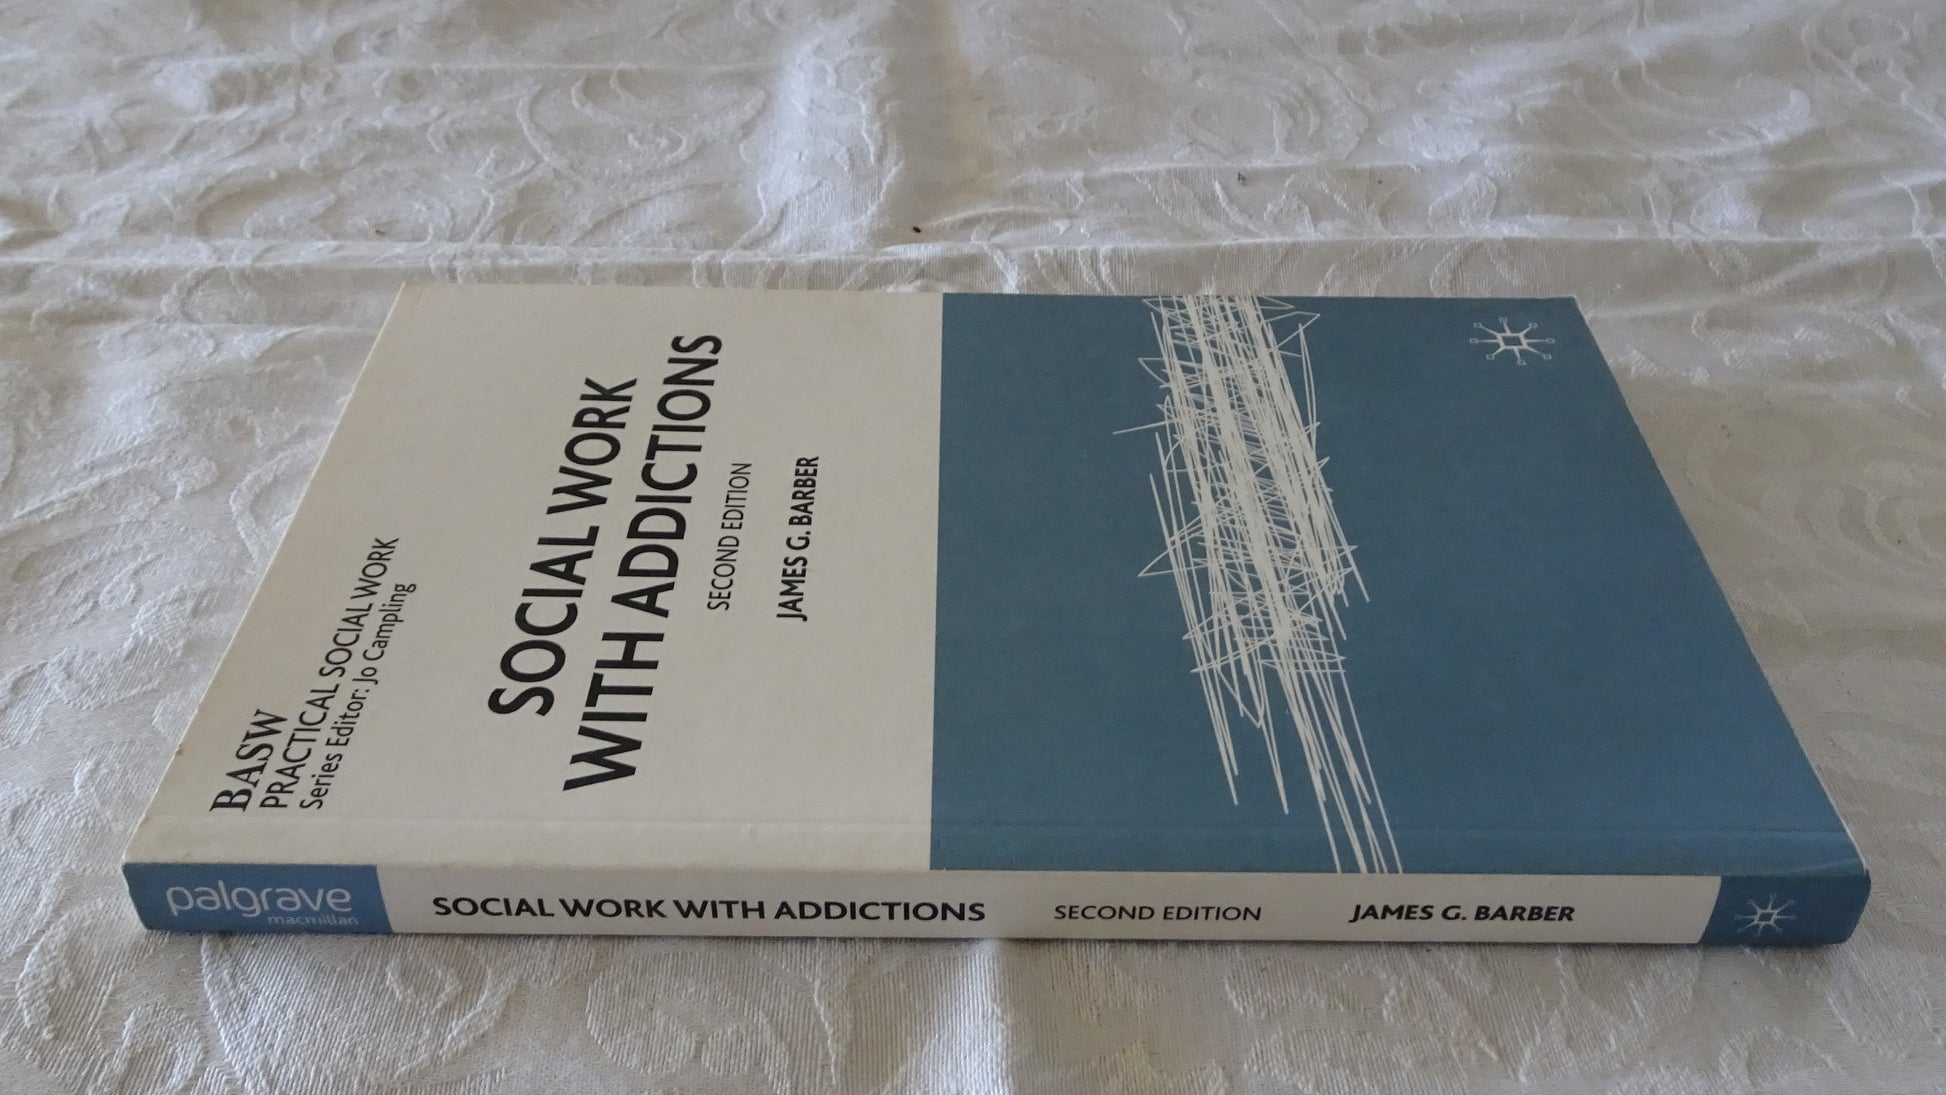 BASW
PRACTICAL SOCIAL WORK
Series Editor: Jo Campling
SOCIAL WORK
WITH ADDICTIONS
SECOND EDITION
JAMES G. BARBER
palgrave
macmillan
SOCIAL WORK WITH ADDICTIONS SECOND EDITION JAMES G. BARBER